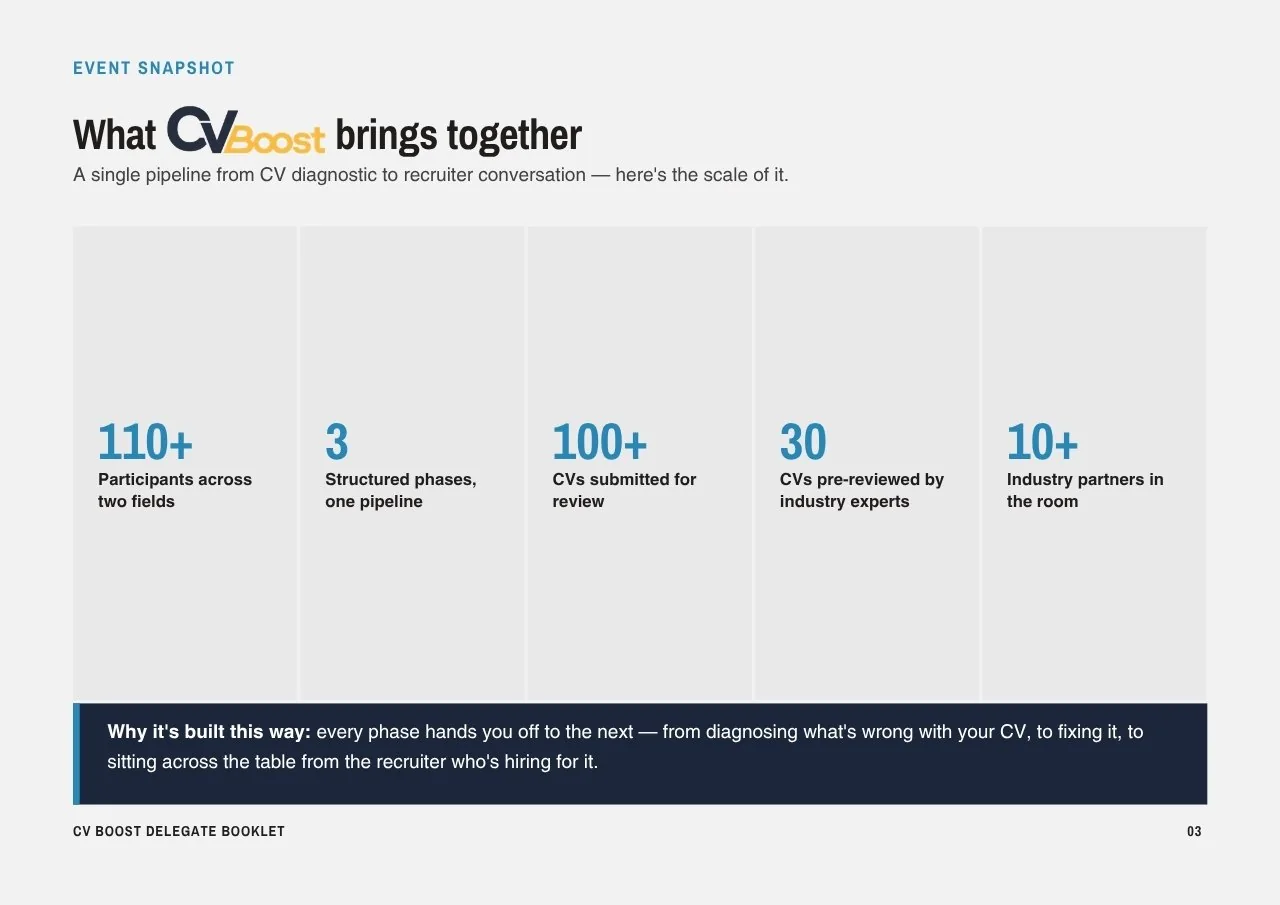 EVENT SNAPSHOT
What CVBoost brings together
A single pipeline from CV diagnostic to recruiter conversation — here's the scale of it.
110+
Participants across
two fields
3
Structured phases,
one pipeline
100+
CVs submitted for
review
30
CVs pre-reviewed by
industry experts
10+
Industry partners in
the room
Why it's built this way: every phase hands you off to the next — from diagnosing what's wrong with your CV, to fixing it, to
sitting across the table from the recruiter who's hiring for it.
CV BOOST DELEGATE BOOKLET
03